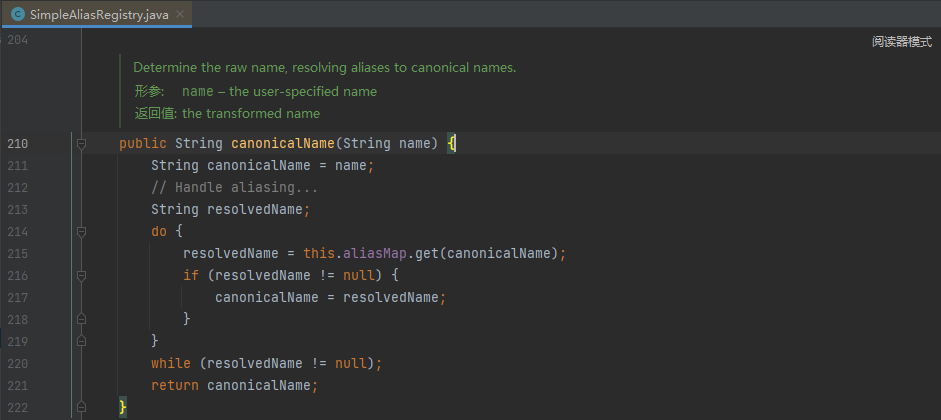 SimpleAliasRegistry.java
204
阅读器模式
Determine the raw name, resolving aliases to canonical names.
形参: name – the user-specified name
返回值: the transformed name
210 public String canonicalName(String name) {
211 String canonicalName = name;
212 // Handle aliasing...
213 String resolvedName;
214 do {
215 resolvedName = this.aliasMap.get(canonicalName);
216 if (resolvedName != null) {
217 canonicalName = resolvedName;
218 }
219 }
220 while (resolvedName != null);
221 return canonicalName;
222 }